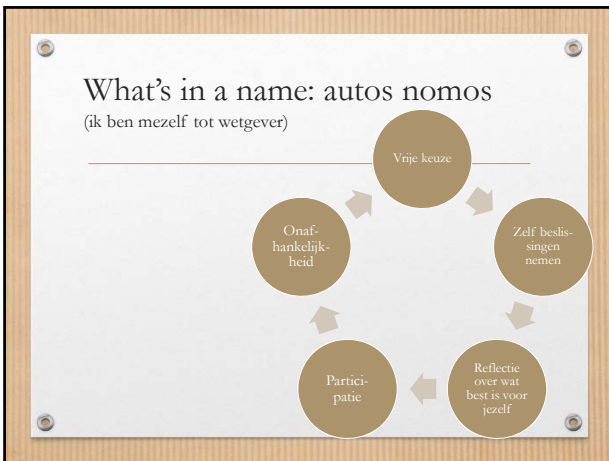 What's in a name: autos nomos
(ik ben mezelf tot wetgever)
Vrije keuze
Zelf beslis-
singen
nemen
Reflectie
over wat
best is voor
jezelf
Partici-
patie
Onaf-
hankelijk-
heid